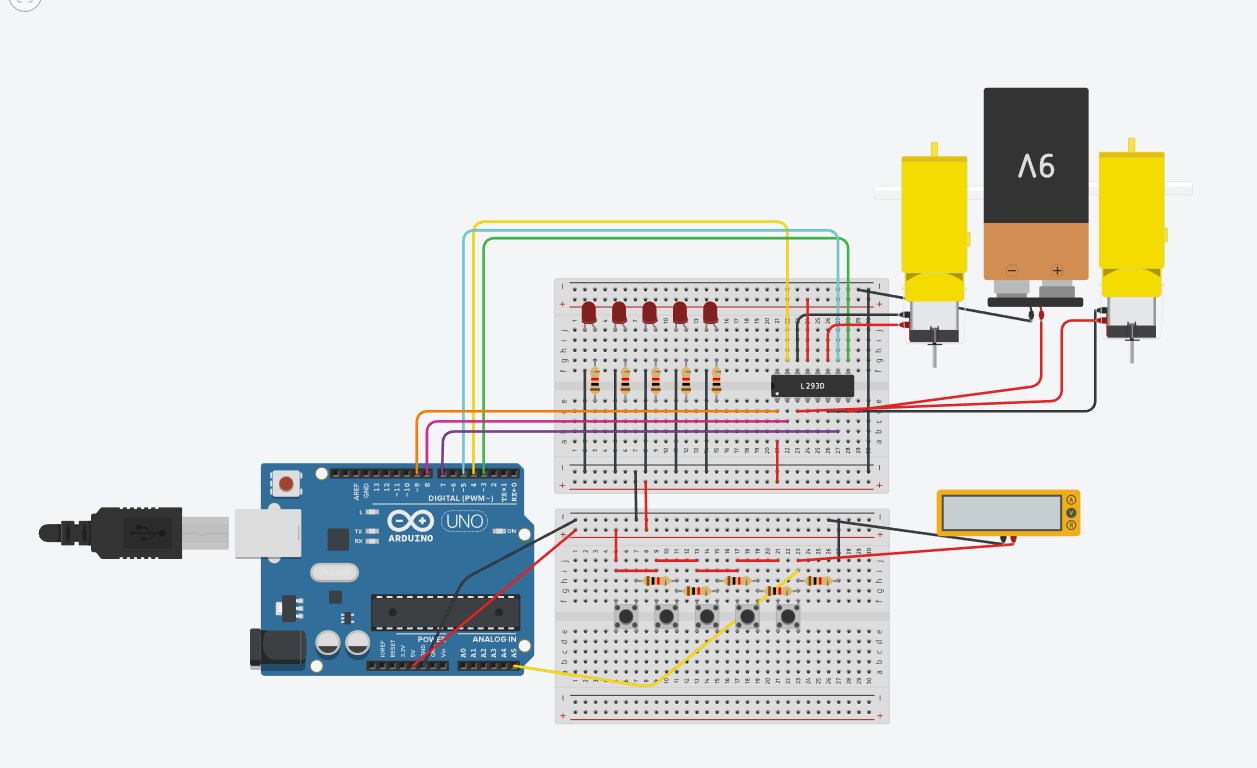 9V
−
+
L293D
AREF
GND
13
12
~11
~10
~9
8
7
~6
~5
4
~3
2
TX→1
RX←0
DIGITAL (PWM~)
L
TX
RX
ARDUINO
UNO
ON
A
V
R
POWER
ANALOG IN
IOREF
RESET
3.3V
5V
GND
Vin
A0
A1
A2
A3
A4
A5